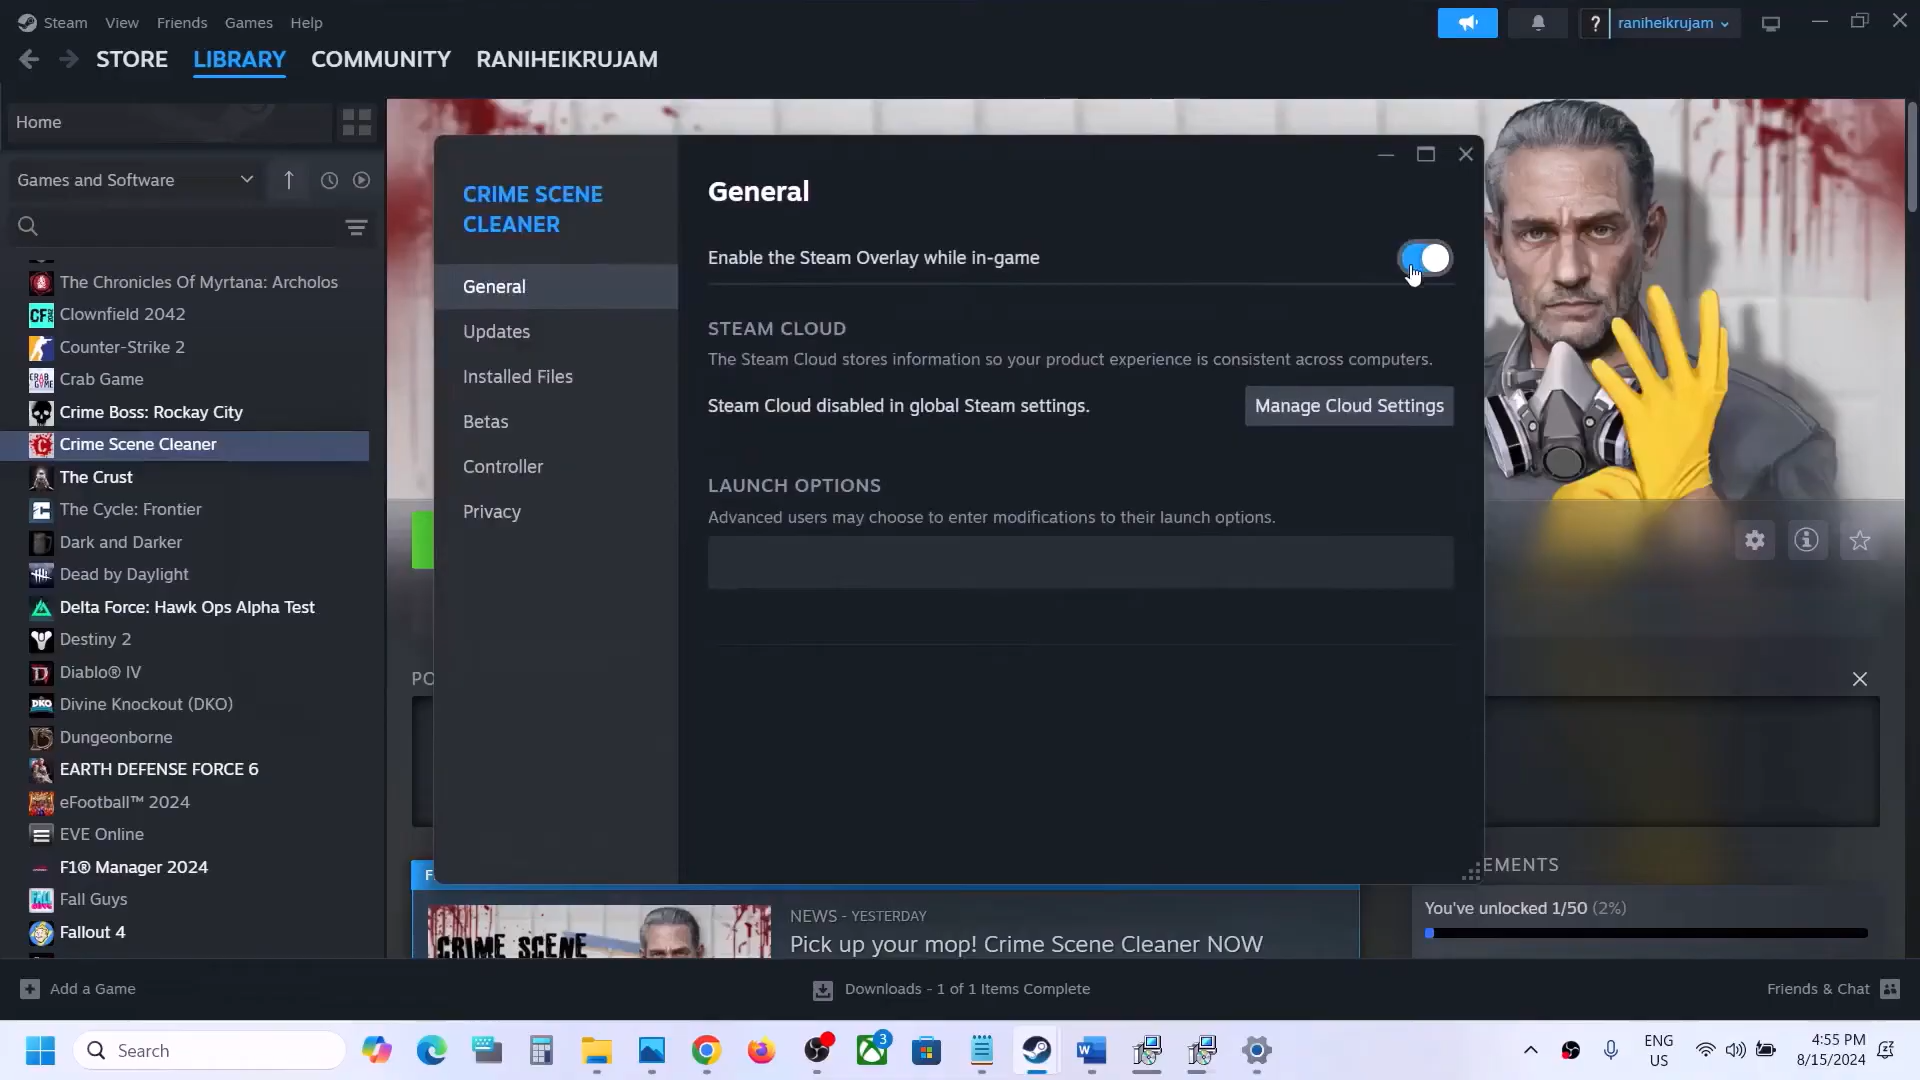 Steam View Friends Games Help
? raniheikrujam
STORE LIBRARY COMMUNITY RANIHEIKRUJAM
Home
Games and Software
The Chronicles Of Myrtana: Archolos
Clownfield 2042
Counter-Strike 2
Crab Game
Crime Boss: Rockay City
Crime Scene Cleaner
The Crust
The Cycle: Frontier
Dark and Darker
Dead by Daylight
Delta Force: Hawk Ops Alpha Test
Destiny 2
Diablo® IV
Divine Knockout (DKO)
Dungeonborne
EARTH DEFENSE FORCE 6
eFootball™ 2024
EVE Online
F1® Manager 2024
Fall Guys
Fallout 4
CRIME SCENE
CLEANER
General
Updates
Installed Files
Betas
Controller
Privacy
General
Enable the Steam Overlay while in-game
STEAM CLOUD
The Steam Cloud stores information so your product experience is consistent across computers.
Steam Cloud disabled in global Steam settings. Manage Cloud Settings
LAUNCH OPTIONS
Advanced users may choose to enter modifications to their launch options.
PO
F
EMENTS
You've unlocked 1/50 (2%)
NEWS - YESTERDAY
Pick up your mop! Crime Scene Cleaner NOW
CRIME SCENE
Add a Game
Downloads - 1 of 1 Items Complete
Friends & Chat
Search
3
ENG
US
4:55 PM
8/15/2024